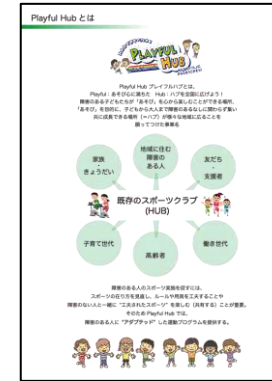 Playful Hub とは
PLAYFUL
HUB
Playful Hub プレイフルハブとは、
Playful：あそびらに満ちた　Hub：ハブを全国に広げよう！
障害のある子どもたちが「あそび」を心から楽しむことができる場所、
「あそび」を目的に、子どもから大人まで障害のあるなしに関わらず集い
共に成長できる場所（＝ハブ）が様々な地域に広ることを
願ってつけた事業名
地域に住む
障害の
ある人
家族
・
きょうだい
友だち
・
支援者
既存のスポーツクラブ
(HUB)
子育て世代
働き世代
高齢者
障害のある人のスポーツ実施を促すには、
スポーツの在り方を見直し、ルールや用具を工夫することや
障害のない人と一緒に“工夫されたスポーツ”を楽しむ（共有する）ことが重要。
そのため Playful Hub では、
障害のある人に“アダプテッド”した運動プログラムを提供する。